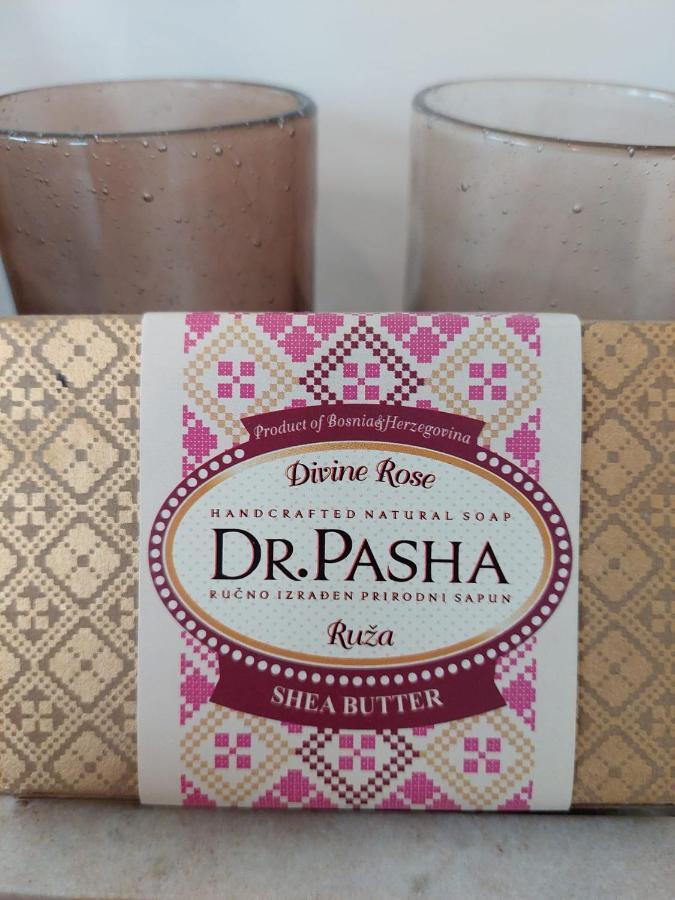 Product of Bosnia&Herzegovina
Divine Rose
HANDCRAFTED NATURAL SOAP
DR.PASHA
RUČNO IZRAĐEN PRIRODNI SAPUN
Ruža
SHEA BUTTER